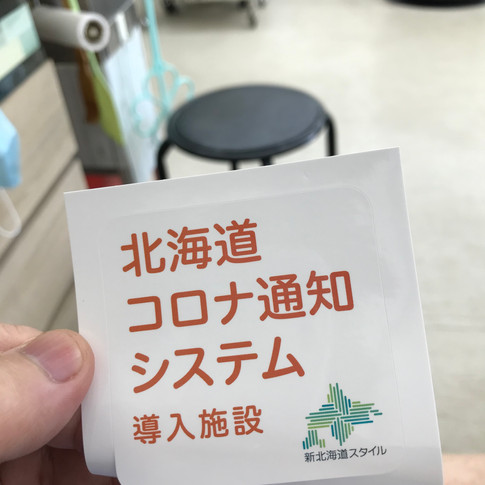 北海道
コロナ通知
システム
導入施設
新北海道スタイル